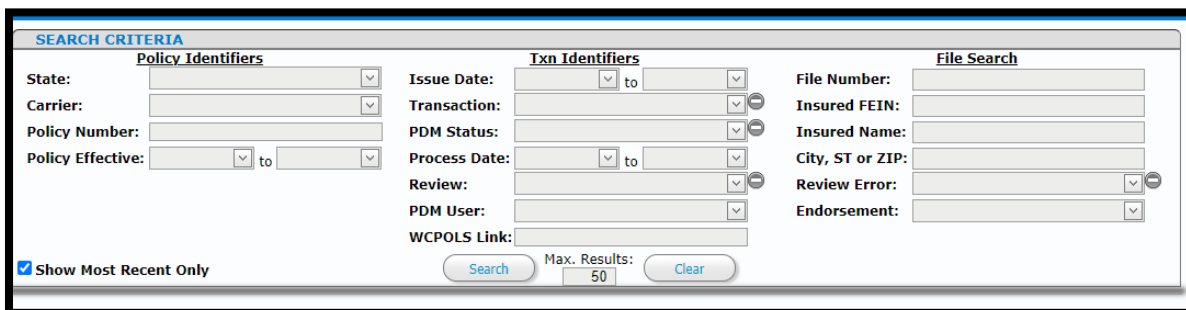 SEARCH CRITERIA
Policy Identifiers
State:
Carrier:
Policy Number:
Policy Effective: to
Txn Identifiers
Issue Date: to
Transaction:
PDM Status:
Process Date: to
Review:
PDM User:
WCPOLS Link:
File Search
File Number:
Insured FEIN:
Insured Name:
City, ST or ZIP:
Review Error:
Endorsement:
Show Most Recent Only
Search
Max. Results:
50
Clear